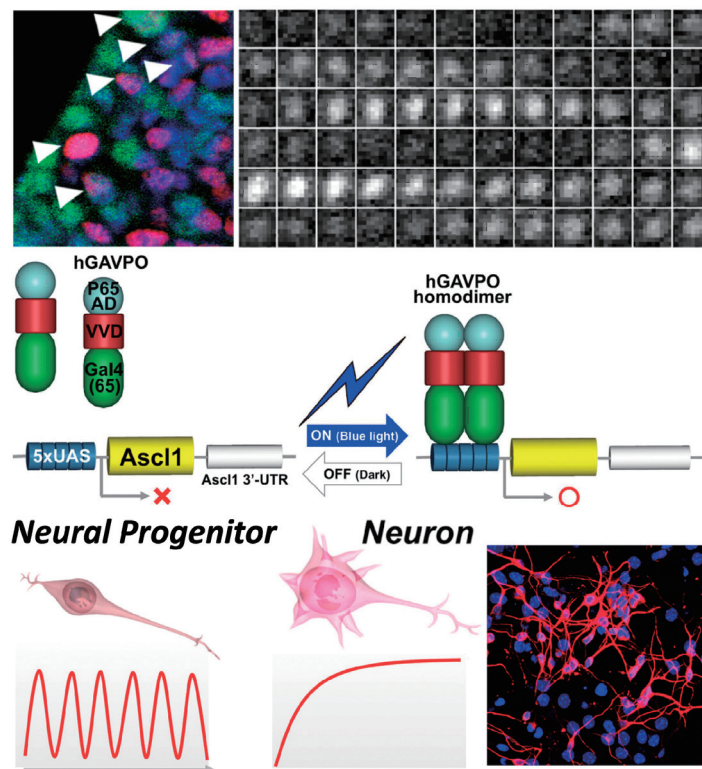 hGAVPO
P65
AD
VVD
Gal4
(65)
hGAVPO
homodimer
5xUAS
Ascl1
Ascl1 3'-UTR
ON (Blue light)
OFF (Dark)
Neural Progenitor
Neuron